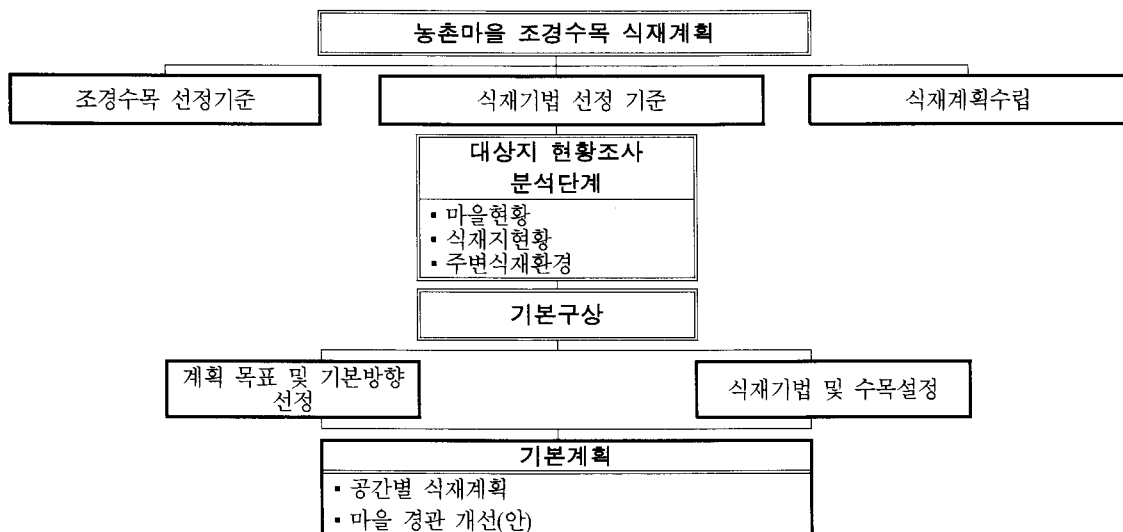 농촌마을 조경수목 식재계획
조경수목 선정기준
식재기법 선정 기준
식재계획수립
대상지 현황조사
분석단계
▪ 마을현황
▪ 식재지현황
▪ 주변식재환경
기본구상
계획 목표 및 기본방향
선정
식재기법 및 수목설정
기본계획
▪ 공간별 식재계획
▪ 마을 경관 개선(안)